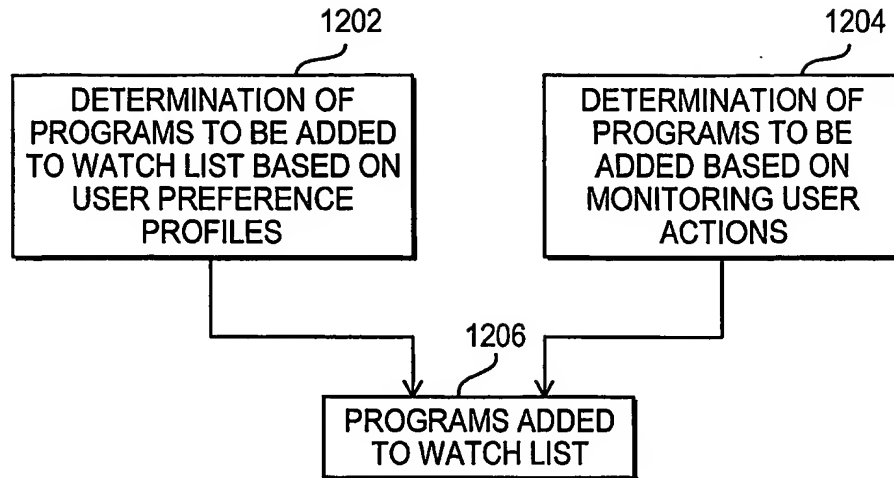 1202
DETERMINATION OF
PROGRAMS TO BE ADDED
TO WATCH LIST BASED ON
USER PREFERENCE
PROFILES
1204
DETERMINATION OF
PROGRAMS TO BE
ADDED BASED ON
MONITORING USER
ACTIONS
1206
PROGRAMS ADDED
TO WATCH LIST